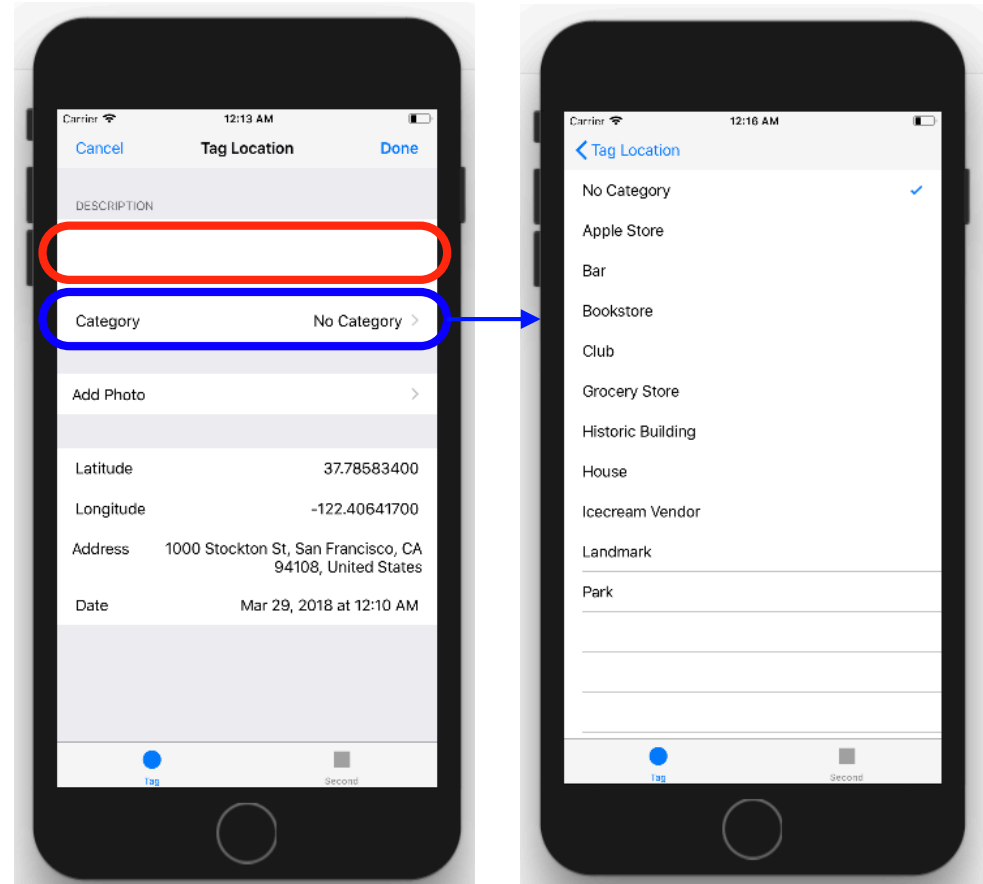 Carrier 12:13 AM
Cancel Tag Location Done
DESCRIPTION
Category No Category
Add Photo
Latitude 37.78583400
Longitude -122.40641700
Address 1000 Stockton St, San Francisco, CA
94108, United States
Date Mar 29, 2018 at 12:10 AM
Tag Second
Carrier 12:16 AM
Tag Location
No Category
Apple Store
Bar
Bookstore
Club
Grocery Store
Historic Building
House
Icecream Vendor
Landmark
Park
Tag Second